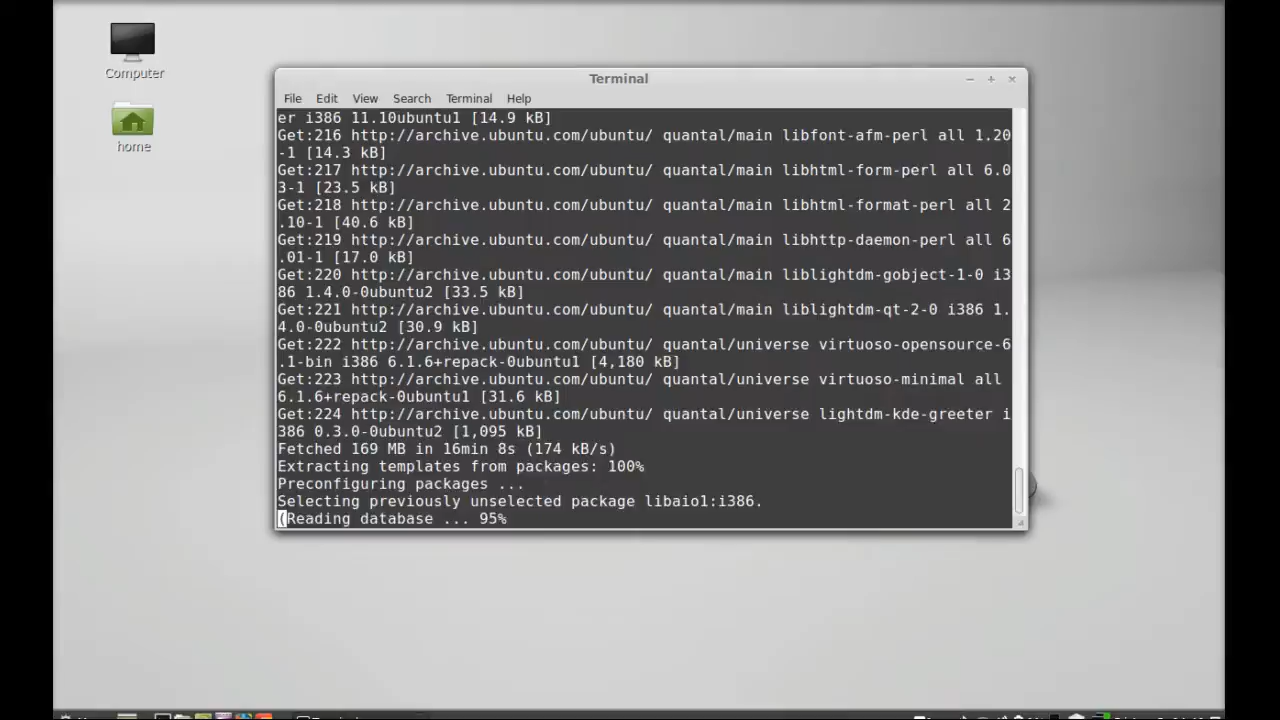 Computer
home
Terminal
File Edit View Search Terminal Help
er i386 11.10ubuntu1 [14.9 kB]
Get:216 http://archive.ubuntu.com/ubuntu/ quantal/main libfont-afm-perl all 1.20
-1 [14.3 kB]
Get:217 http://archive.ubuntu.com/ubuntu/ quantal/main libhtml-form-perl all 6.0
3-1 [23.5 kB]
Get:218 http://archive.ubuntu.com/ubuntu/ quantal/main libhtml-format-perl all 2
.10-1 [40.6 kB]
Get:219 http://archive.ubuntu.com/ubuntu/ quantal/main libhttp-daemon-perl all 6
.01-1 [17.0 kB]
Get:220 http://archive.ubuntu.com/ubuntu/ quantal/main liblightdm-gobject-1-0 i3
86 1.4.0-0ubuntu2 [33.5 kB]
Get:221 http://archive.ubuntu.com/ubuntu/ quantal/main liblightdm-qt-2-0 i386 1.
4.0-0ubuntu2 [30.9 kB]
Get:222 http://archive.ubuntu.com/ubuntu/ quantal/universe virtuoso-opensource-6
.1-bin i386 6.1.6+repack-0ubuntu1 [4,180 kB]
Get:223 http://archive.ubuntu.com/ubuntu/ quantal/universe virtuoso-minimal all
6.1.6+repack-0ubuntu1 [31.6 kB]
Get:224 http://archive.ubuntu.com/ubuntu/ quantal/universe lightdm-kde-greeter i
386 0.3.0-0ubuntu2 [1,095 kB]
Fetched 169 MB in 16min 8s (174 kB/s)
Extracting templates from packages: 100%
Preconfiguring packages ...
Selecting previously unselected package libaio1:i386.
(Reading database ... 95%